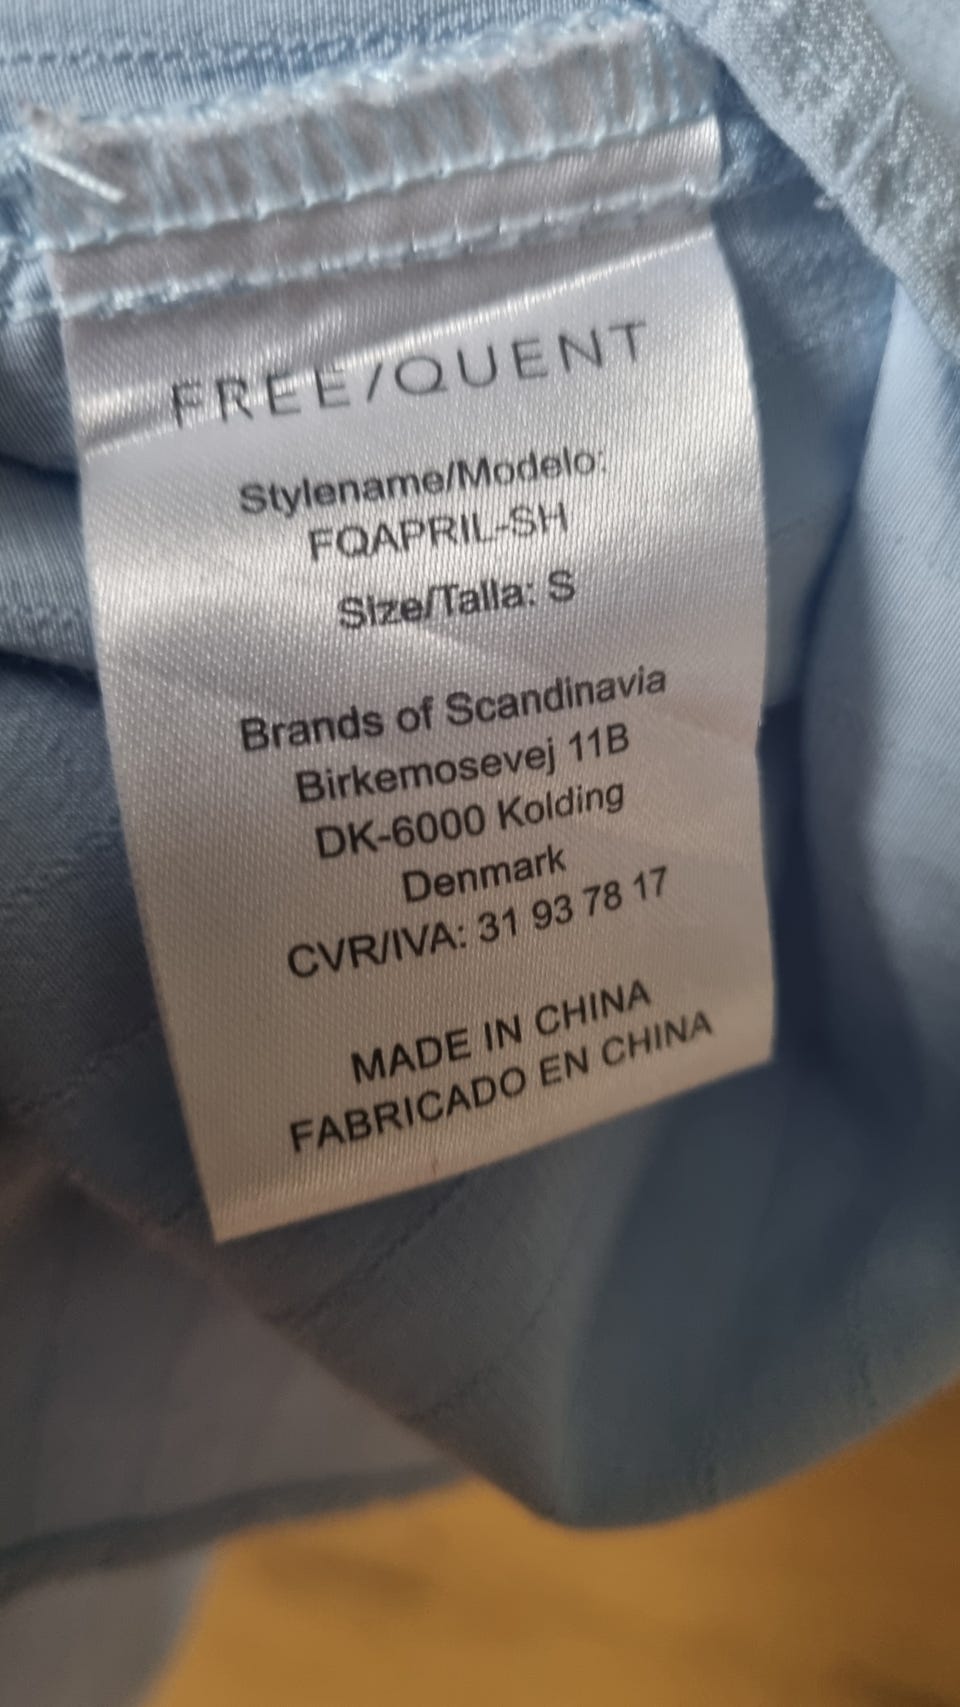 FREE/QUENT
Stylename/Modelo:
FQAPRIL-SH
Size/Talla: S
Brands of Scandinavia
Birkemosevej 11B
DK-6000 Kolding
Denmark
CVR/IVA: 31 93 78 17
MADE IN CHINA
FABRICADO EN CHINA